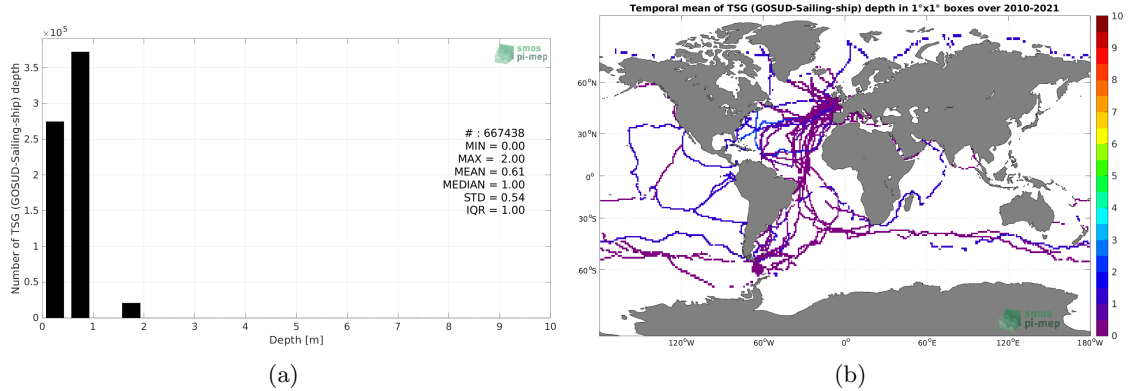 ×10^5
3.5
3
2.5
2
1.5
1
0.5
0
Number of TSG (GOSUD-Sailing-ship) depth
smos
pi-mep
# : 667438
MIN = 0.00
MAX = 2.00
MEAN = 0.61
MEDIAN = 1.00
STD = 0.54
IQR = 1.00
0 1 2 3 4 5 6 7 8 9 10
Depth [m]
(a)
Temporal mean of TSG (GOSUD-Sailing-ship) depth in 1°x1° boxes over 2010-2021
60°N
30°N
0°
30°S
60°S
120°W 60°W 0° 60°E 120°E 180°W
smos
pi-mep
10
9
8
7
6
5
4
3
2
1
0
(b)